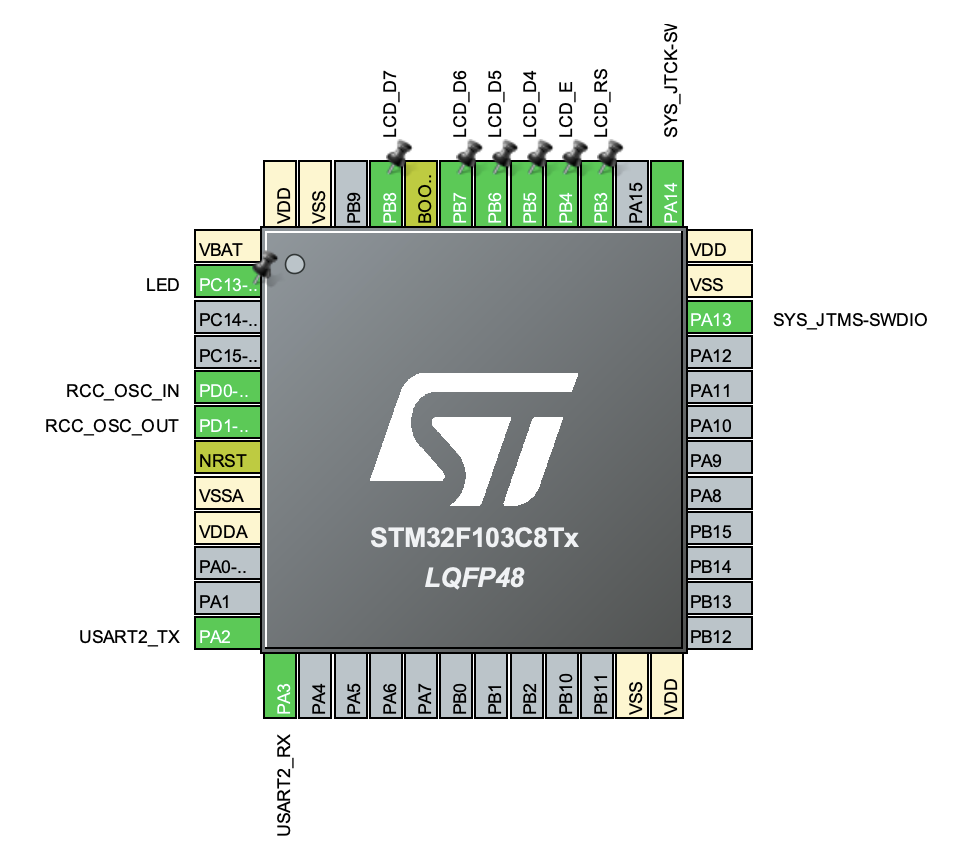 LCD_D7
LCD_D6
LCD_D5
LCD_D4
LCD_E
LCD_RS
SYS_JTCK-SW
VDD
VSS
PB9
PB8
BOO..
PB7
PB6
PB5
PB4
PB3
PA15
PA14
VBAT
LED
PC13-..
PC14-..
PC15-..
RCC_OSC_IN
PD0-..
RCC_OSC_OUT
PD1-..
NRST
VSSA
VDDA
PA0-..
PA1
USART2_TX
PA2
ST
STM32F103C8Tx
LQFP48
VDD
VSS
PA13
SYS_JTMS-SWDIO
PA12
PA11
PA10
PA9
PA8
PB15
PB14
PB13
PB12
PA3
PA4
PA5
PA6
PA7
PB0
PB1
PB2
PB10
PB11
VSS
VDD
USART2_RX